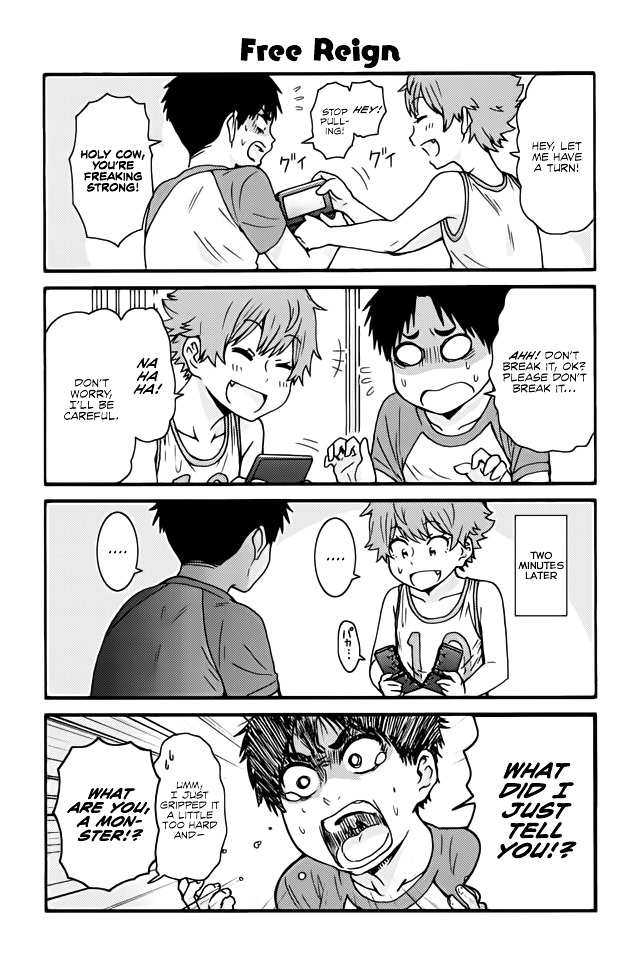 Free Reign
HEY, LET
ME HAVE
A TURN!
HEY!
STOP
PULL-
ING!
グイ
グイ
HOLY COW,
YOU'RE
FREAKING
STRONG!
AHH! DON'T
BREAK IT, OK?
PLEASE DON'T
BREAK IT...
NA
HA
HA!
DON'T
WORRY,
I'LL BE
CAREFUL.
TWO
MINUTES
LATER
....
パカ...
10
....
WHAT
DID I
JUST
TELL
YOU!?
UMM,
I JUST
GRIPPED IT
A LITTLE
TOO HARD
AND-
WHAT
ARE YOU,
A MON-
STER!?